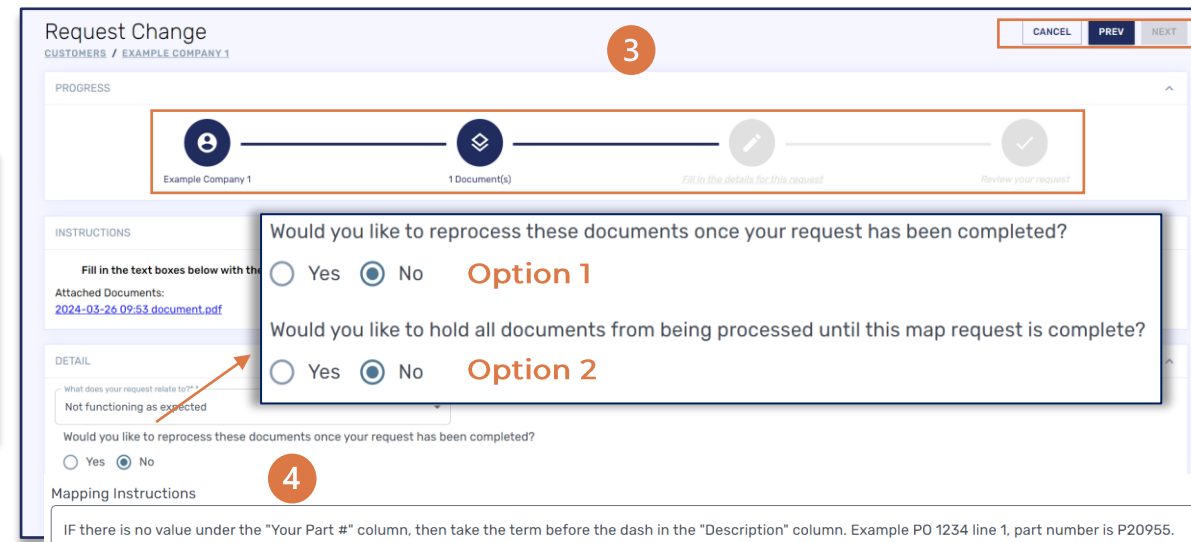 Request Change
CUSTOMERS / EXAMPLE COMPANY 1
3
CANCEL PREV NEXT
PROGRESS
Example Company 1
1 Document(s)
Fill in the details for this request
Review your request
INSTRUCTIONS
Fill in the text boxes below with the
Attached Documents:
2024-03-26 09:53 document.pdf
Would you like to reprocess these documents once your request has been completed?
Yes No Option 1
Would you like to hold all documents from being processed until this map request is complete?
Yes No Option 2
DETAIL
What does your request relate to?* *
Not functioning as expected
Would you like to reprocess these documents once your request has been completed?
Yes No
4
Mapping Instructions
IF there is no value under the "Your Part #" column, then take the term before the dash in the "Description" column. Example PO 1234 line 1, part number is P20955.